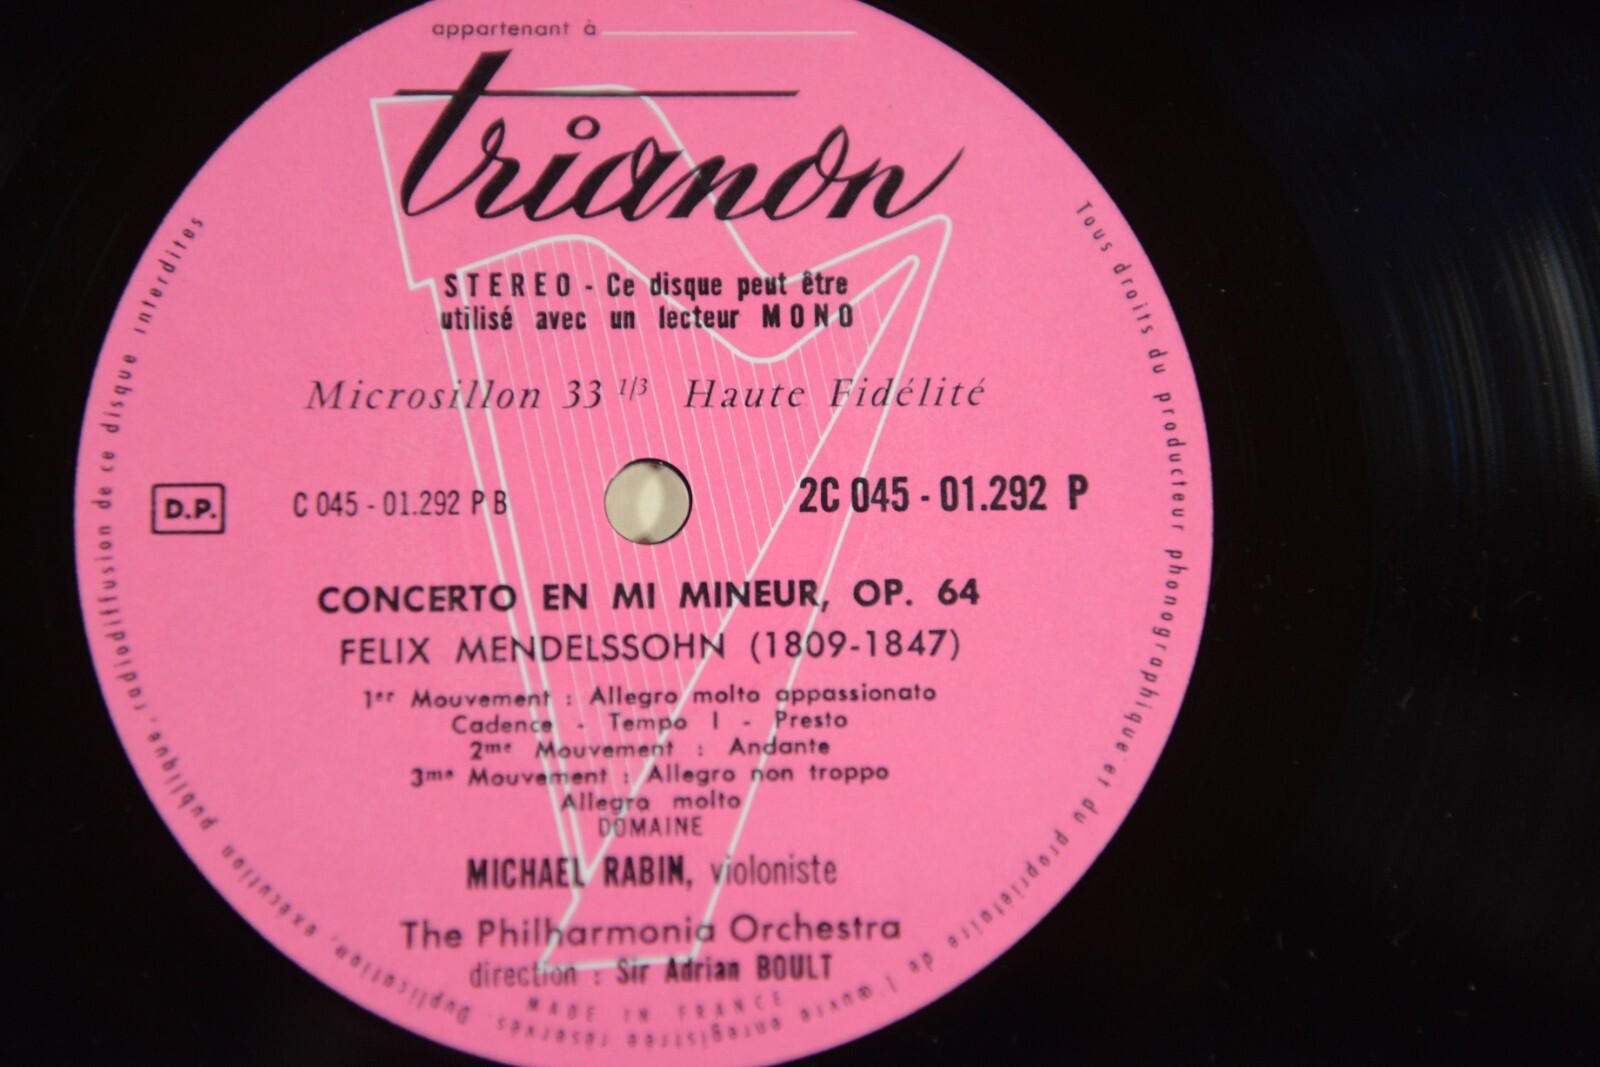 appartenant à
trianon
STEREO - Ce disque peut être
utilisé avec un lecteur MONO
Microsillon 33 1/3 Haute Fidélité
D.P.
C 045 - 01.292 P B
2C 045 - 01.292 P
CONCERTO EN MI MINEUR, OP. 64
FELIX MENDELSSOHN (1809-1847)
1er Mouvement : Allegro molto appassionato
Cadence - Tempo I - Presto
2me Mouvement : Andante
3me Mouvement : Allegro non troppo
Allegro molto
DOMAINE
MICHAEL RABIN, violoniste
The Philharmonia Orchestra
direction : Sir Adrian BOULT
MADE IN FRANCE
Tous droits du producteur phonographique et du propriétaire de l'œuvre enregistrée réservés. Duplication, location, exécution publique, radiodiffusion de ce disque interdites